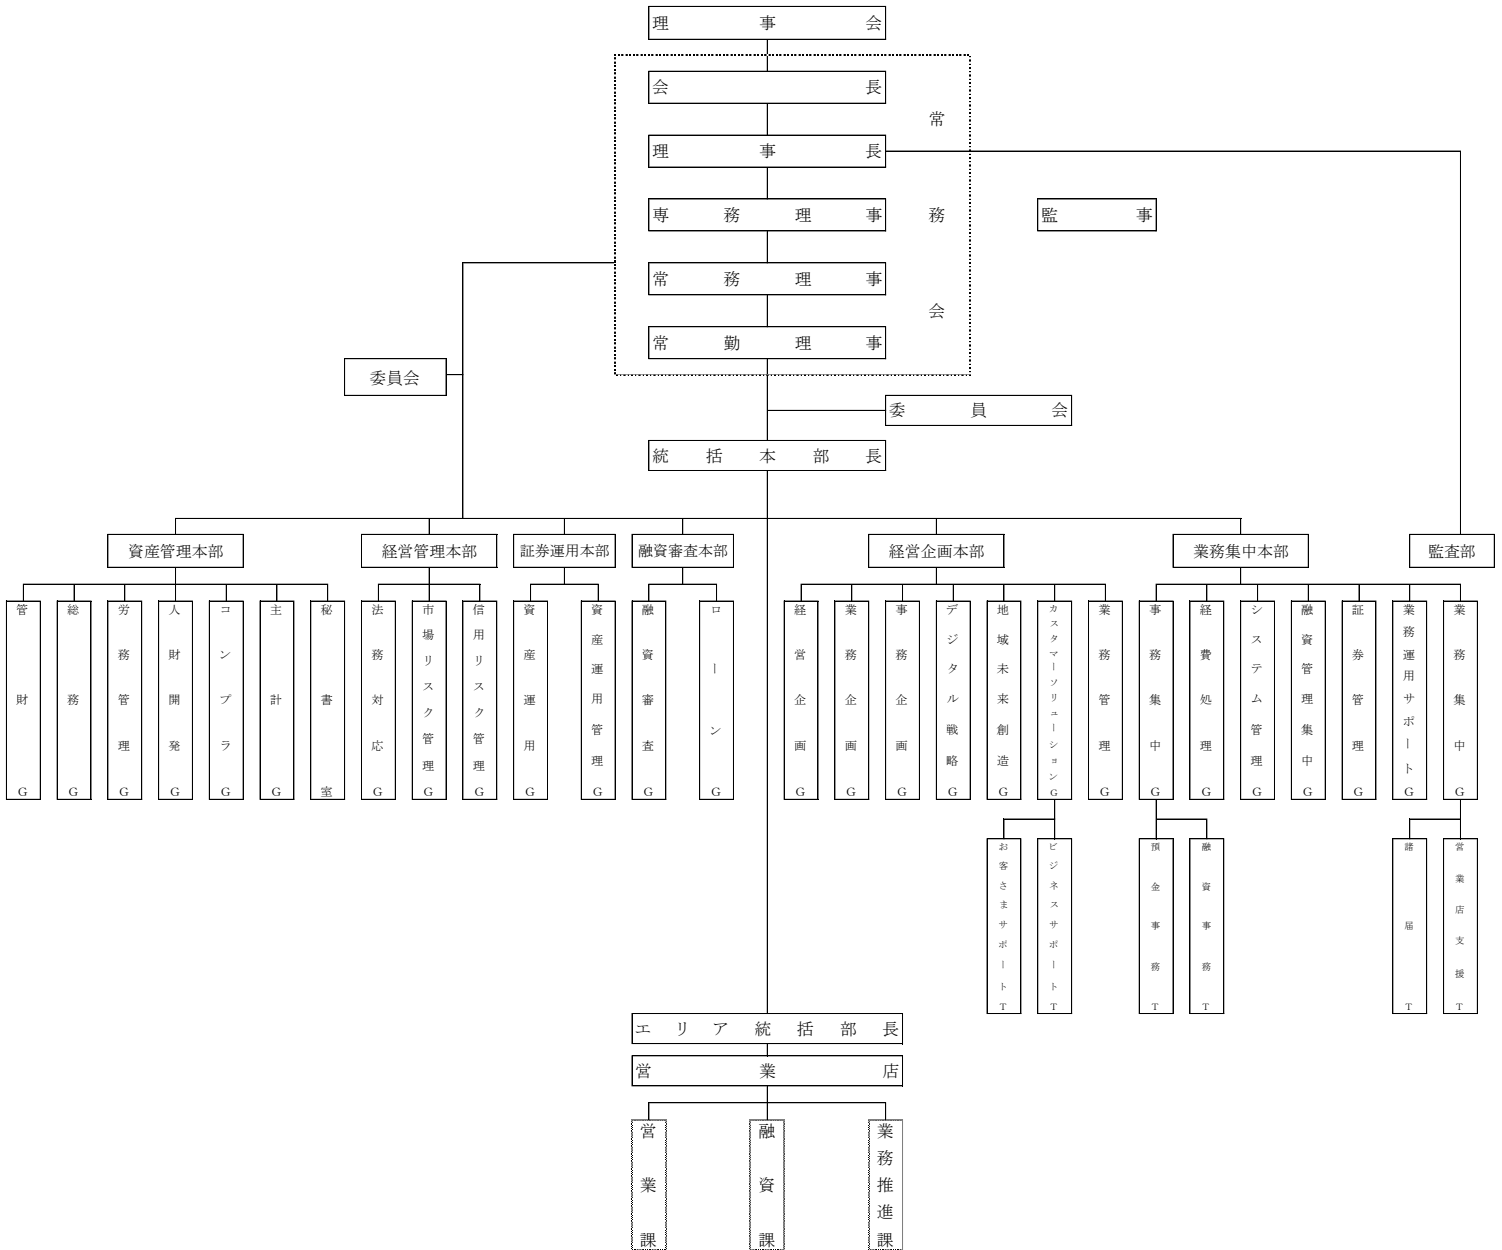 理事会
会長
常務会
理事長
専務理事
監事
常務理事
常勤理事
委員会
委員会
統括本部長
資産管理本部
経営管理本部
証券運用本部
融資審査本部
経営企画本部
業務集中本部
監査部
管財G
総務G
労務管理G
人財開発G
コンプラG
主計G
秘書室
法務対応G
市場リスク管理G
信用リスク管理G
資産運用G
資産運用管理G
融資審査G
ローンG
経営企画G
業務企画G
事務企画G
デジタル戦略G
地域未来創造G
カスタマーソリューションG
業務管理G
事務集中G
経費処理G
システム管理G
融資管理集中G
証券管理G
業務運用サポートG
業務集中G
お客さまサポートT
ビジネスサポートT
預金事務T
融資事務T
諸届T
営業店支援T
エリア統括部長
営業店
営業課
融資課
業務推進課